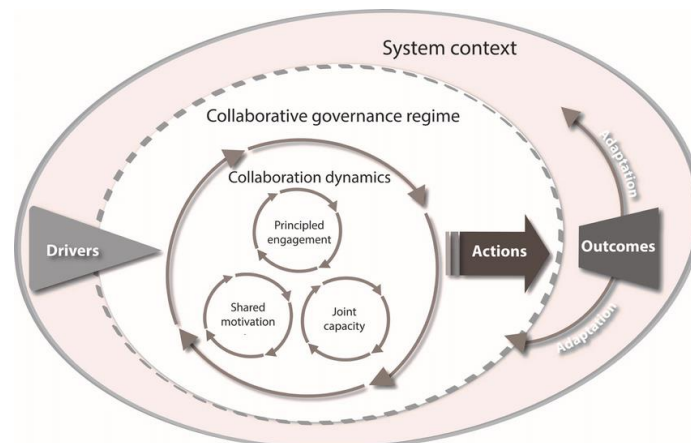 System context
Collaborative governance regime
Collaboration dynamics
Principled
engagement
Drivers
Shared
motivation
Joint
capacity
Actions
Outcomes
Adaptation
Adaptation